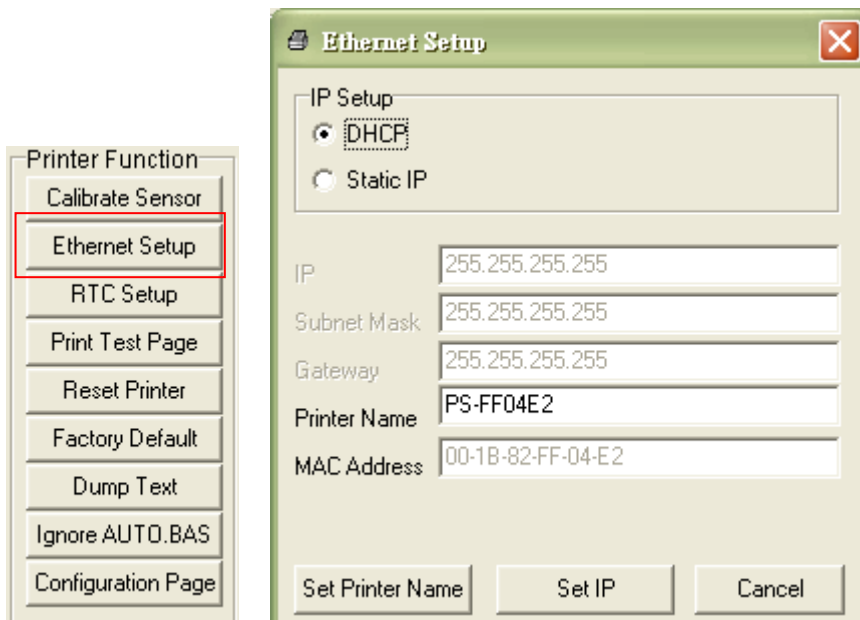 Printer Function
Calibrate Sensor
Ethernet Setup
RTC Setup
Print Test Page
Reset Printer
Factory Default
Dump Text
Ignore AUTO.BAS
Configuration Page
Ethernet Setup
IP Setup
DHCP
Static IP
IP 255.255.255.255
Subnet Mask 255.255.255.255
Gateway 255.255.255.255
Printer Name PS-FF04E2
MAC Address 00-1B-82-FF-04-E2
Set Printer Name Set IP Cancel